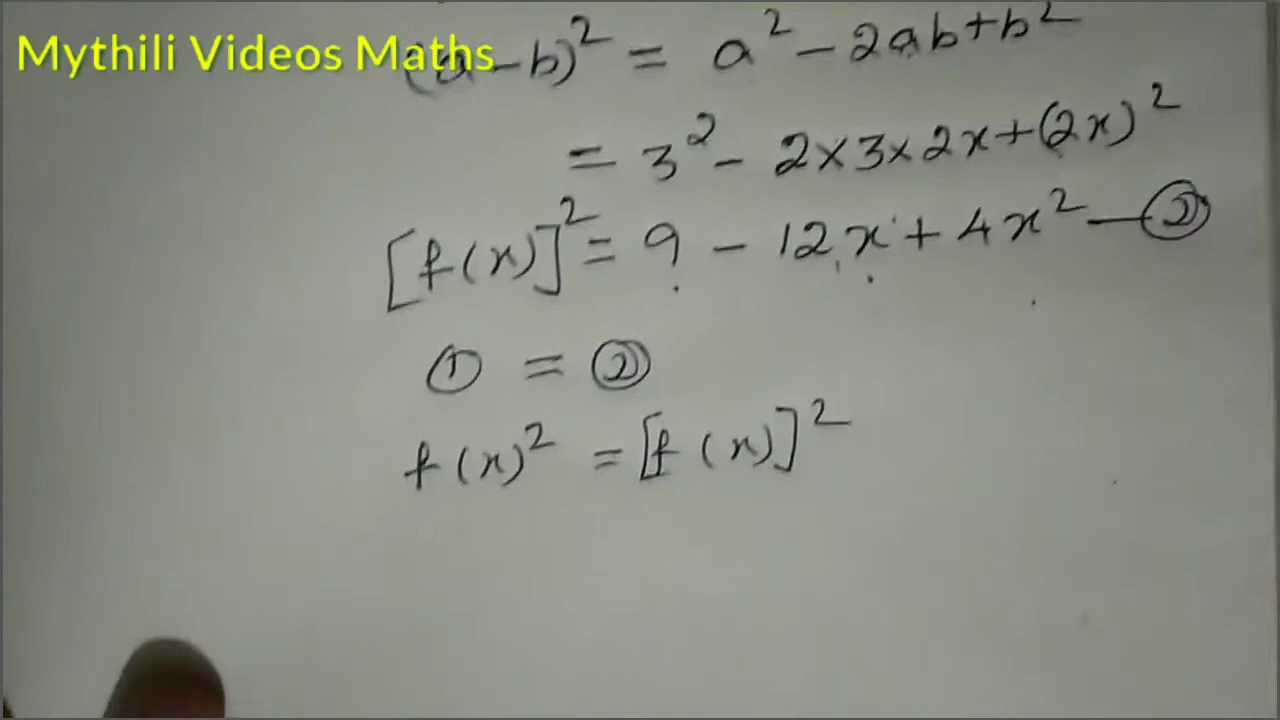 Mythili Videos Maths
(a-b)² = a² - 2ab + b²
= 3² - 2×3×2x + (2x)²
[f(x)]² = 9 - 12x + 4x² — ②
① = ②
f(x)² = [f(x)]²